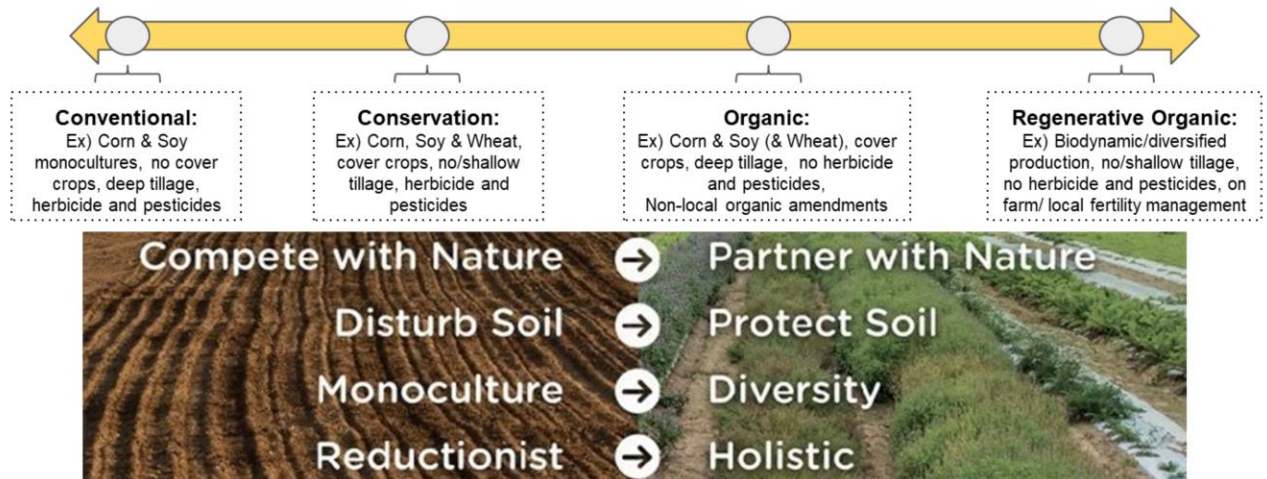 Conventional:
Ex) Corn & Soy
monocultures, no cover
crops, deep tillage,
herbicide and pesticides
Conservation:
Ex) Corn, Soy & Wheat,
cover crops, no/shallow
tillage, herbicide and
pesticides
Organic:
Ex) Corn & Soy (& Wheat), cover
crops, deep tillage, no herbicide
and pesticides,
Non-local organic amendments
Regenerative Organic:
Ex) Biodynamic/diversified
production, no/shallow tillage,
no herbicide and pesticides, on
farm/ local fertility management
Compete with Nature → Partner with Nature
Disturb Soil → Protect Soil
Monoculture → Diversity
Reductionist → Holistic